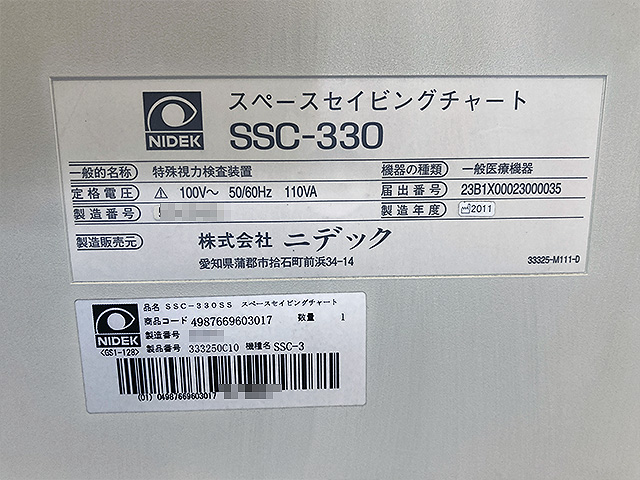 NIDEK
スペースセイビングチャート
SSC-330
一般的名称 特殊視力検査装置 機器の種類 一般医療機器
定格電圧 ⚠ 100V～ 50/60Hz 110VA 届出番号 23B1X00023000035
製造番号 製造年度 2011
製造販売元 株式会社 ニデック
愛知県蒲郡市拾石町前浜34-14
33325-M111-D
NIDEK
<GS1-128>
品名 SSC-330SS スペースセイビングチャート
商品コード 4987669603017 数量 1
製造番号
製品番号 333250C10 機種名 SSC-3
(01) 04987669603017